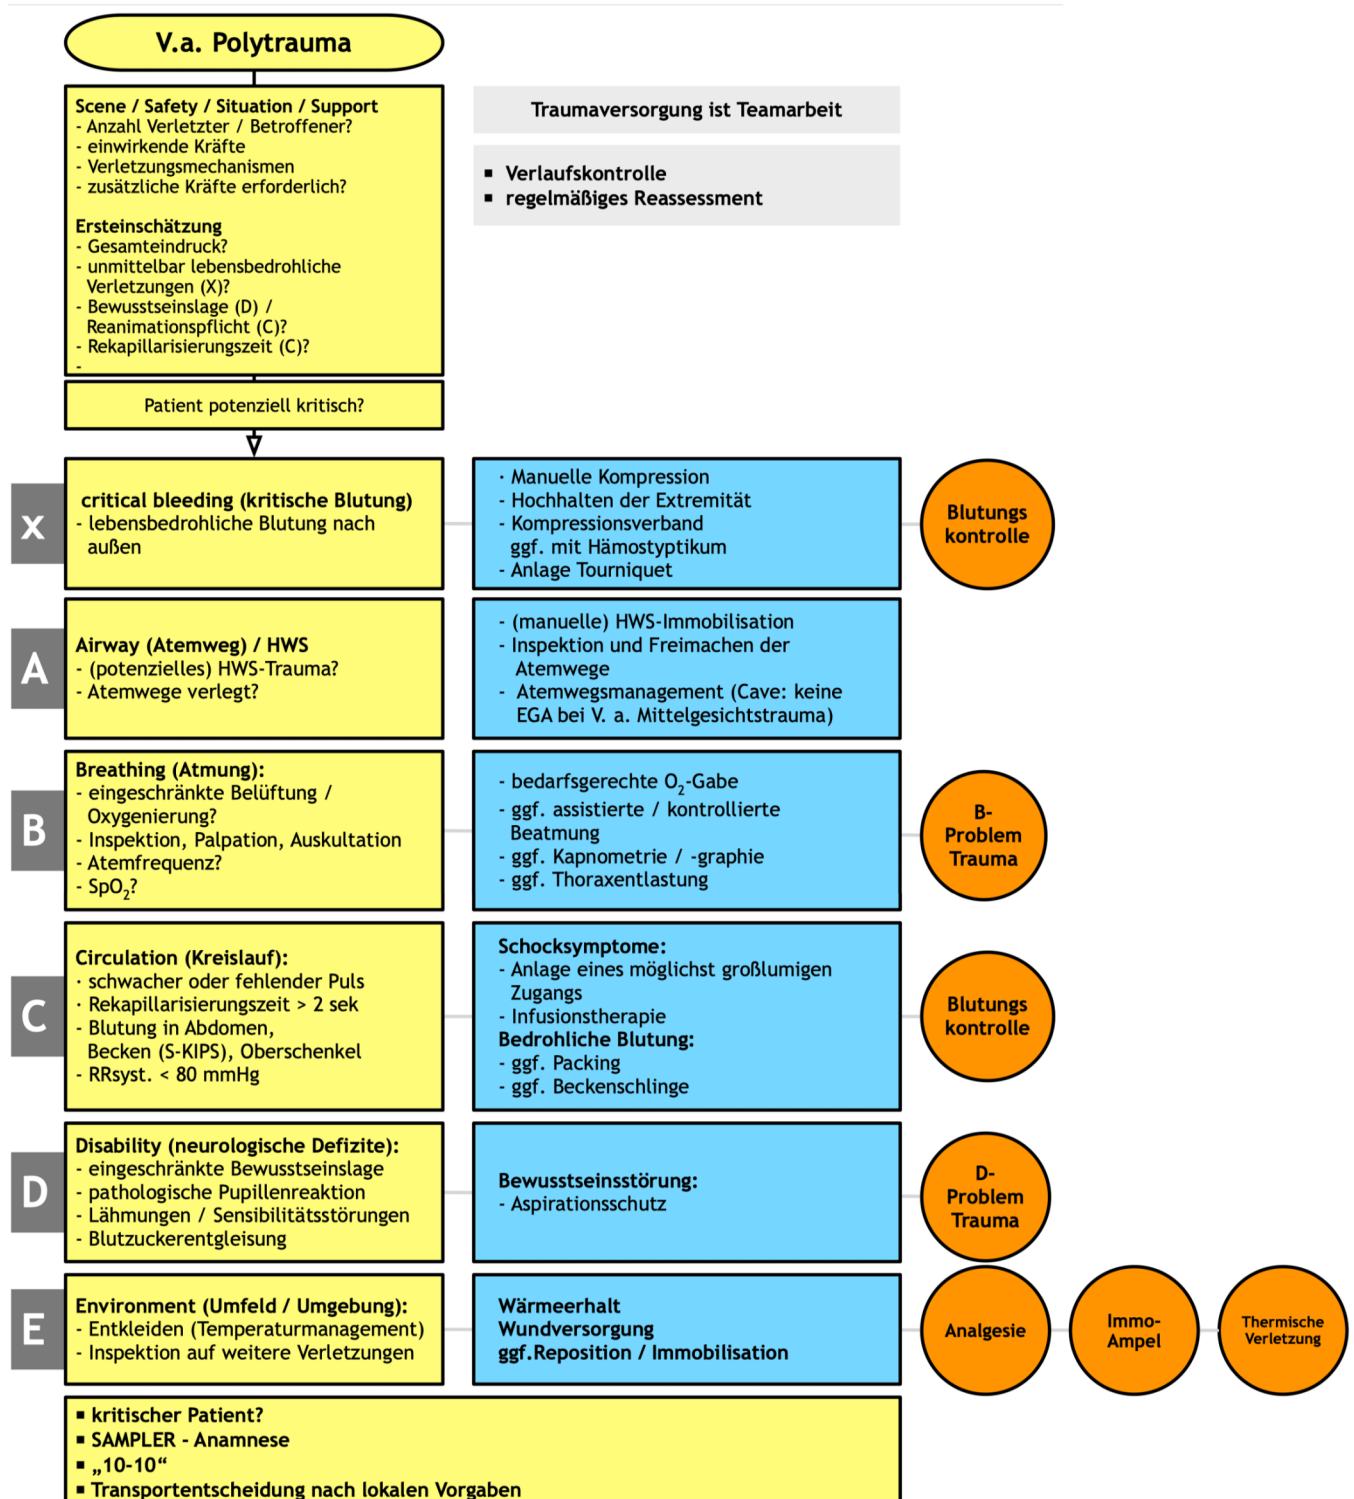 V.a. Polytrauma
Scene / Safety / Situation / Support
- Anzahl Verletzter / Betroffener?
- einwirkende Kräfte
- Verletzungsmechanismen
- zusätzliche Kräfte erforderlich?
Ersteinschätzung
- Gesamteindruck?
- unmittelbar lebensbedrohliche
Verletzungen (X)?
- Bewusstseinslage (D) /
Reanimationspflicht (C)?
- Rekapillarisierungszeit (C)?
-
Patient potenziell kritisch?
Traumaversorgung ist Teamarbeit
▪ Verlaufskontrolle
▪ regelmäßiges Reassessment
x
critical bleeding (kritische Blutung)
- lebensbedrohliche Blutung nach
außen
· Manuelle Kompression
- Hochhalten der Extremität
- Kompressionsverband
ggf. mit Hämostyptikum
- Anlage Tourniquet
Blutungs
kontrolle
A
Airway (Atemweg) / HWS
- (potenzielles) HWS-Trauma?
- Atemwege verlegt?
- (manuelle) HWS-Immobilisation
- Inspektion und Freimachen der
Atemwege
- Atemwegsmanagement (Cave: keine
EGA bei V. a. Mittelgesichtstrauma)
B
Breathing (Atmung):
- eingeschränkte Belüftung /
Oxygenierung?
- Inspektion, Palpation, Auskultation
- Atemfrequenz?
- SpO₂?
- bedarfsgerechte O₂-Gabe
- ggf. assistierte / kontrollierte
Beatmung
- ggf. Kapnometrie / -graphie
- ggf. Thoraxentlastung
B-
Problem
Trauma
C
Circulation (Kreislauf):
· schwacher oder fehlender Puls
· Rekapillarisierungszeit > 2 sek
- Blutung in Abdomen,
Becken (S-KIPS), Oberschenkel
- RRsyst. < 80 mmHg
Schocksymptome:
- Anlage eines möglichst großlumigen
Zugangs
- Infusionstherapie
Bedrohliche Blutung:
- ggf. Packing
- ggf. Beckenschlinge
Blutungs
kontrolle
D
Disability (neurologische Defizite):
- eingeschränkte Bewusstseinslage
- pathologische Pupillenreaktion
- Lähmungen / Sensibilitätsstörungen
- Blutzuckerentgleisung
Bewusstseinsstörung:
- Aspirationsschutz
D-
Problem
Trauma
E
Environment (Umfeld / Umgebung):
- Entkleiden (Temperaturmanagement)
- Inspektion auf weitere Verletzungen
Wärmeerhalt
Wundversorgung
ggf.Reposition / Immobilisation
Analgesie
Immo-
Ampel
Thermische
Verletzung
▪ kritischer Patient?
▪ SAMPLER - Anamnese
▪ „10-10“
▪ Transportentscheidung nach lokalen Vorgaben